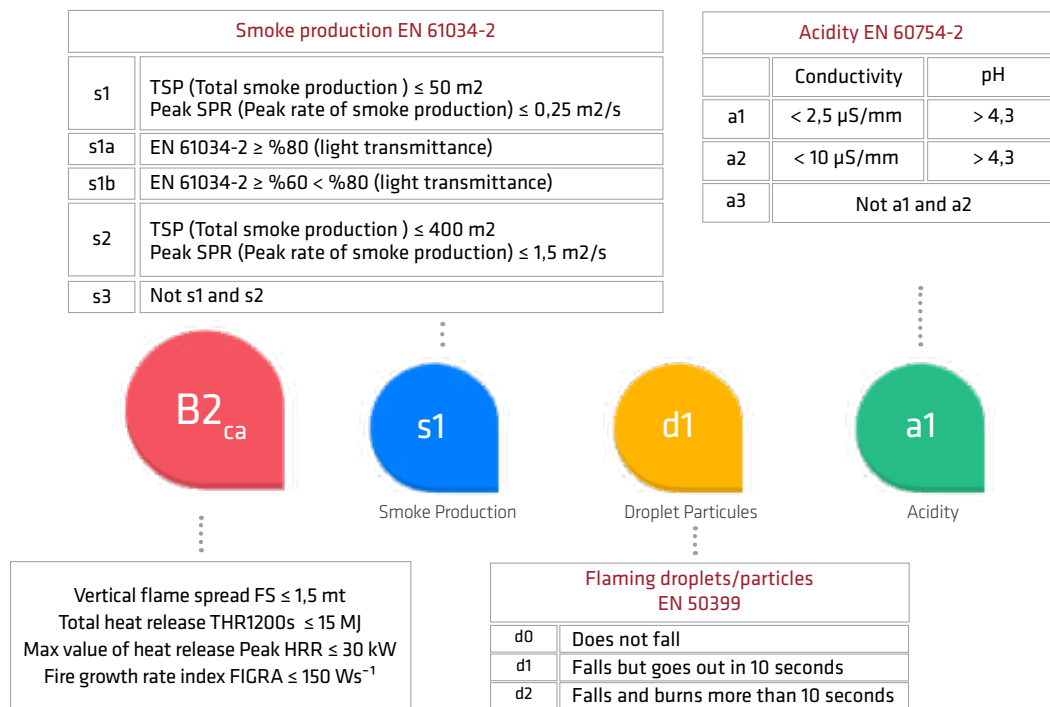 Smoke production EN 61034-2
s1
TSP (Total smoke production ) ≤ 50 m2
Peak SPR (Peak rate of smoke production) ≤ 0,25 m2/s
s1a
EN 61034-2 ≥ %80 (light transmittance)
s1b
EN 61034-2 ≥ %60 < %80 (light transmittance)
s2
TSP (Total smoke production ) ≤ 400 m2
Peak SPR (Peak rate of smoke production) ≤ 1,5 m2/s
s3
Not s1 and s2
Acidity EN 60754-2
Conductivity pH
a1 < 2,5 µS/mm > 4,3
a2 < 10 µS/mm > 4,3
a3 Not a1 and a2
B2ca
s1
d1
a1
Smoke Production
Droplet Particules
Acidity
Vertical flame spread FS ≤ 1,5 mt
Total heat release THR1200s ≤ 15 MJ
Max value of heat release Peak HRR ≤ 30 kW
Fire growth rate index FIGRA ≤ 150 Ws⁻¹
Flaming droplets/particles
EN 50399
d0 Does not fall
d1 Falls but goes out in 10 seconds
d2 Falls and burns more than 10 seconds